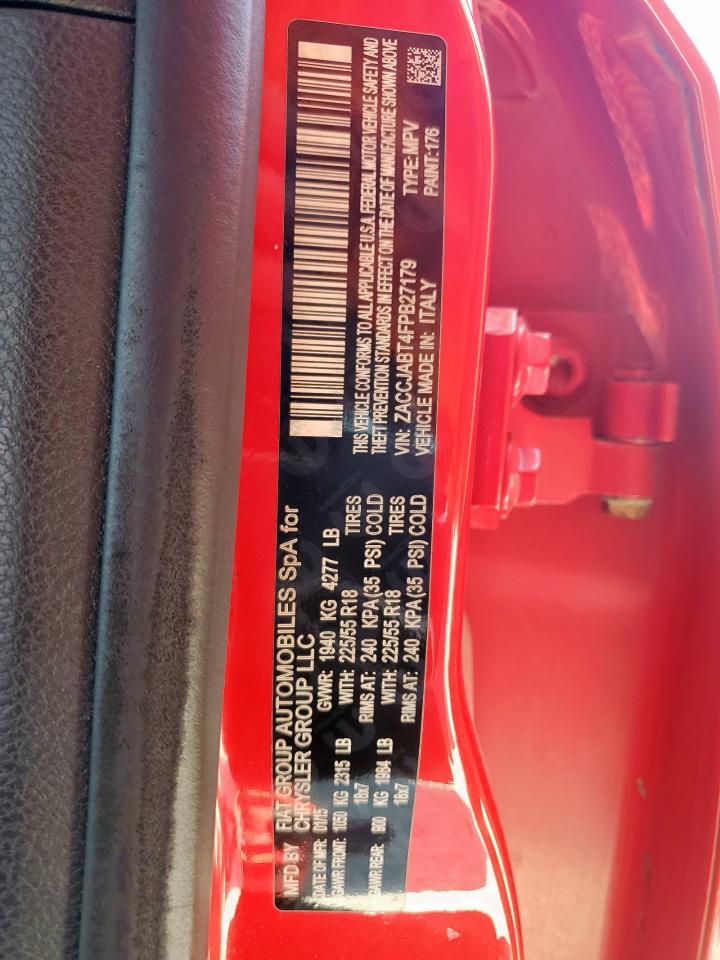 MFD BY FIAT GROUP AUTOMOBILES SpA for
CHRYSLER GROUP LLC
DATE OF MFR: 01/15 GVWR: 1940 KG 4277 LB
GAWR FRONT: 1050 KG 2315 LB WITH: 225/55 R18 TIRES
18x7 RIMS AT: 240 KPA(35 PSI) COLD
GAWR REAR: 900 KG 1984 LB WITH: 225/55 R18 TIRES
18x7 RIMS AT: 240 KPA(35 PSI) COLD
THIS VEHICLE CONFORMS TO ALL APPLICABLE U.S.A. FEDERAL MOTOR VEHICLE SAFETY AND
THEFT PREVENTION STANDARDS IN EFFECT ON THE DATE OF MANUFACTURE SHOWN ABOVE
VIN: ZACCJABT4FPB27179 TYPE:MPV
VEHICLE MADE IN: ITALY PAINT:176